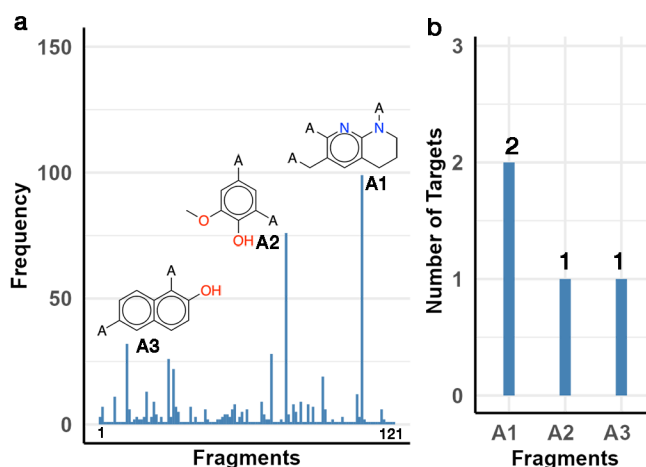 a
150
100
50
0
Frequency
A
N
A
N
A
A1
A
O
A
OH
A2
A
OH
A
A3
1
121
Fragments
b
3
2
1
0
Number of Targets
2
1
1
A1 A2 A3
Fragments